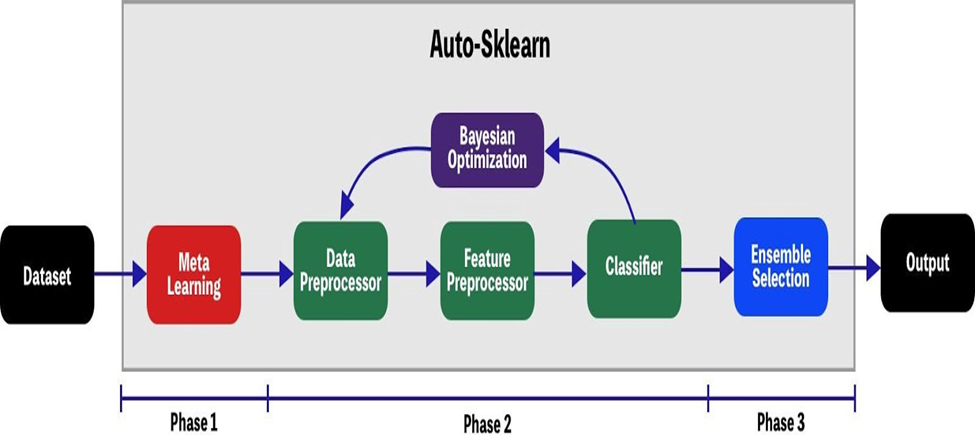 Auto-Sklearn
Bayesian
Optimization
Dataset
Meta
Learning
Data
Preprocessor
Feature
Preprocessor
Classifier
Ensemble
Selection
Output
Phase 1
Phase 2
Phase 3